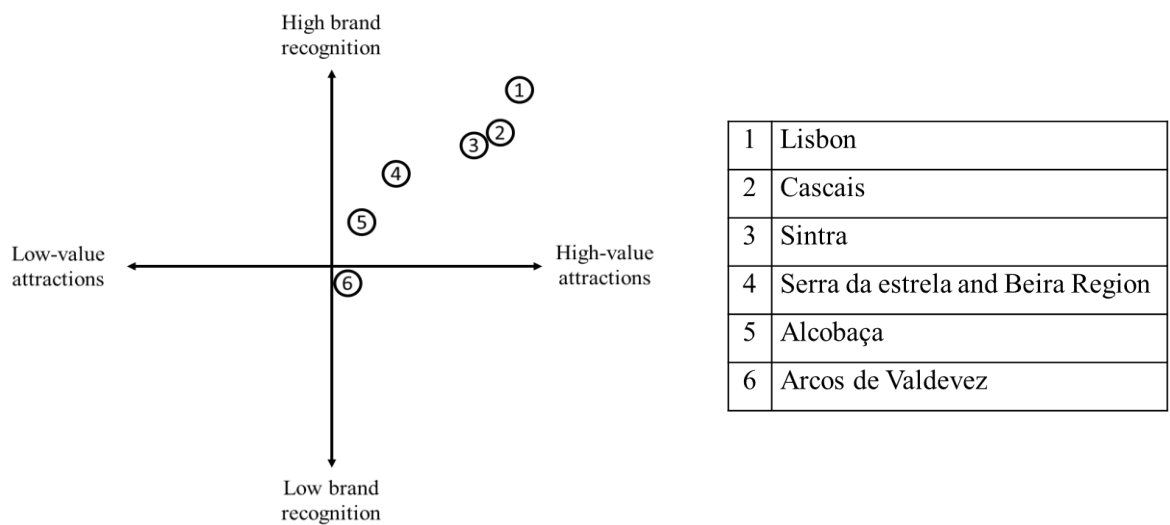 High brand
recognition
1
2
3
4
5
Low-value
attractions
High-value
attractions
6
Low brand
recognition
1 Lisbon
2 Cascais
3 Sintra
4 Serra da estrela and Beira Region
5 Alcobaça
6 Arcos de Valdevez